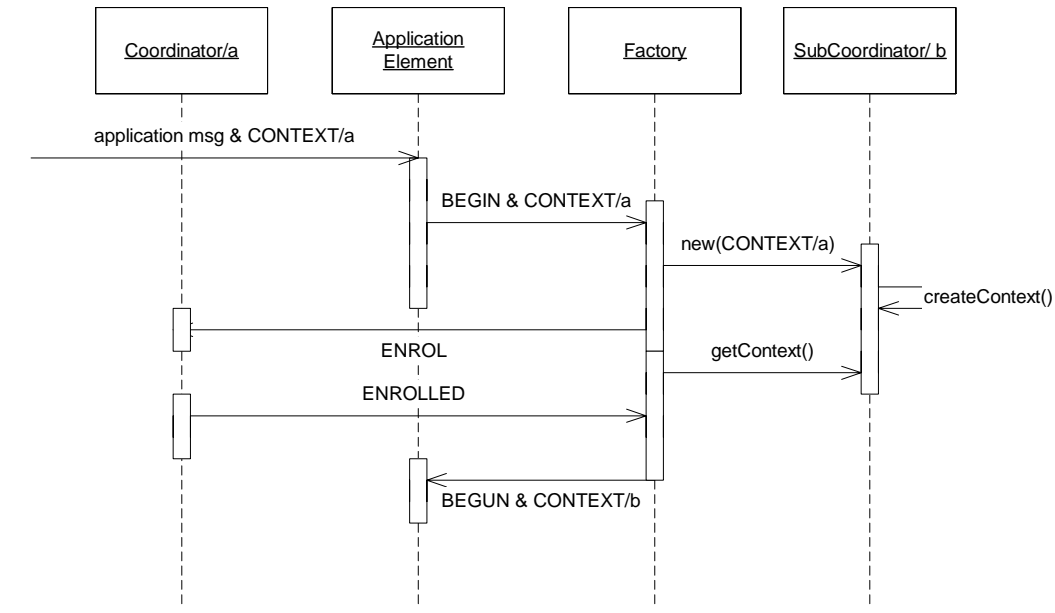 Coordinator/a
Application
Element
Factory
SubCoordinator/ b
application msg & CONTEXT/a
BEGIN & CONTEXT/a
new(CONTEXT/a)
createContext()
ENROL
getContext()
ENROLLED
BEGUN & CONTEXT/b